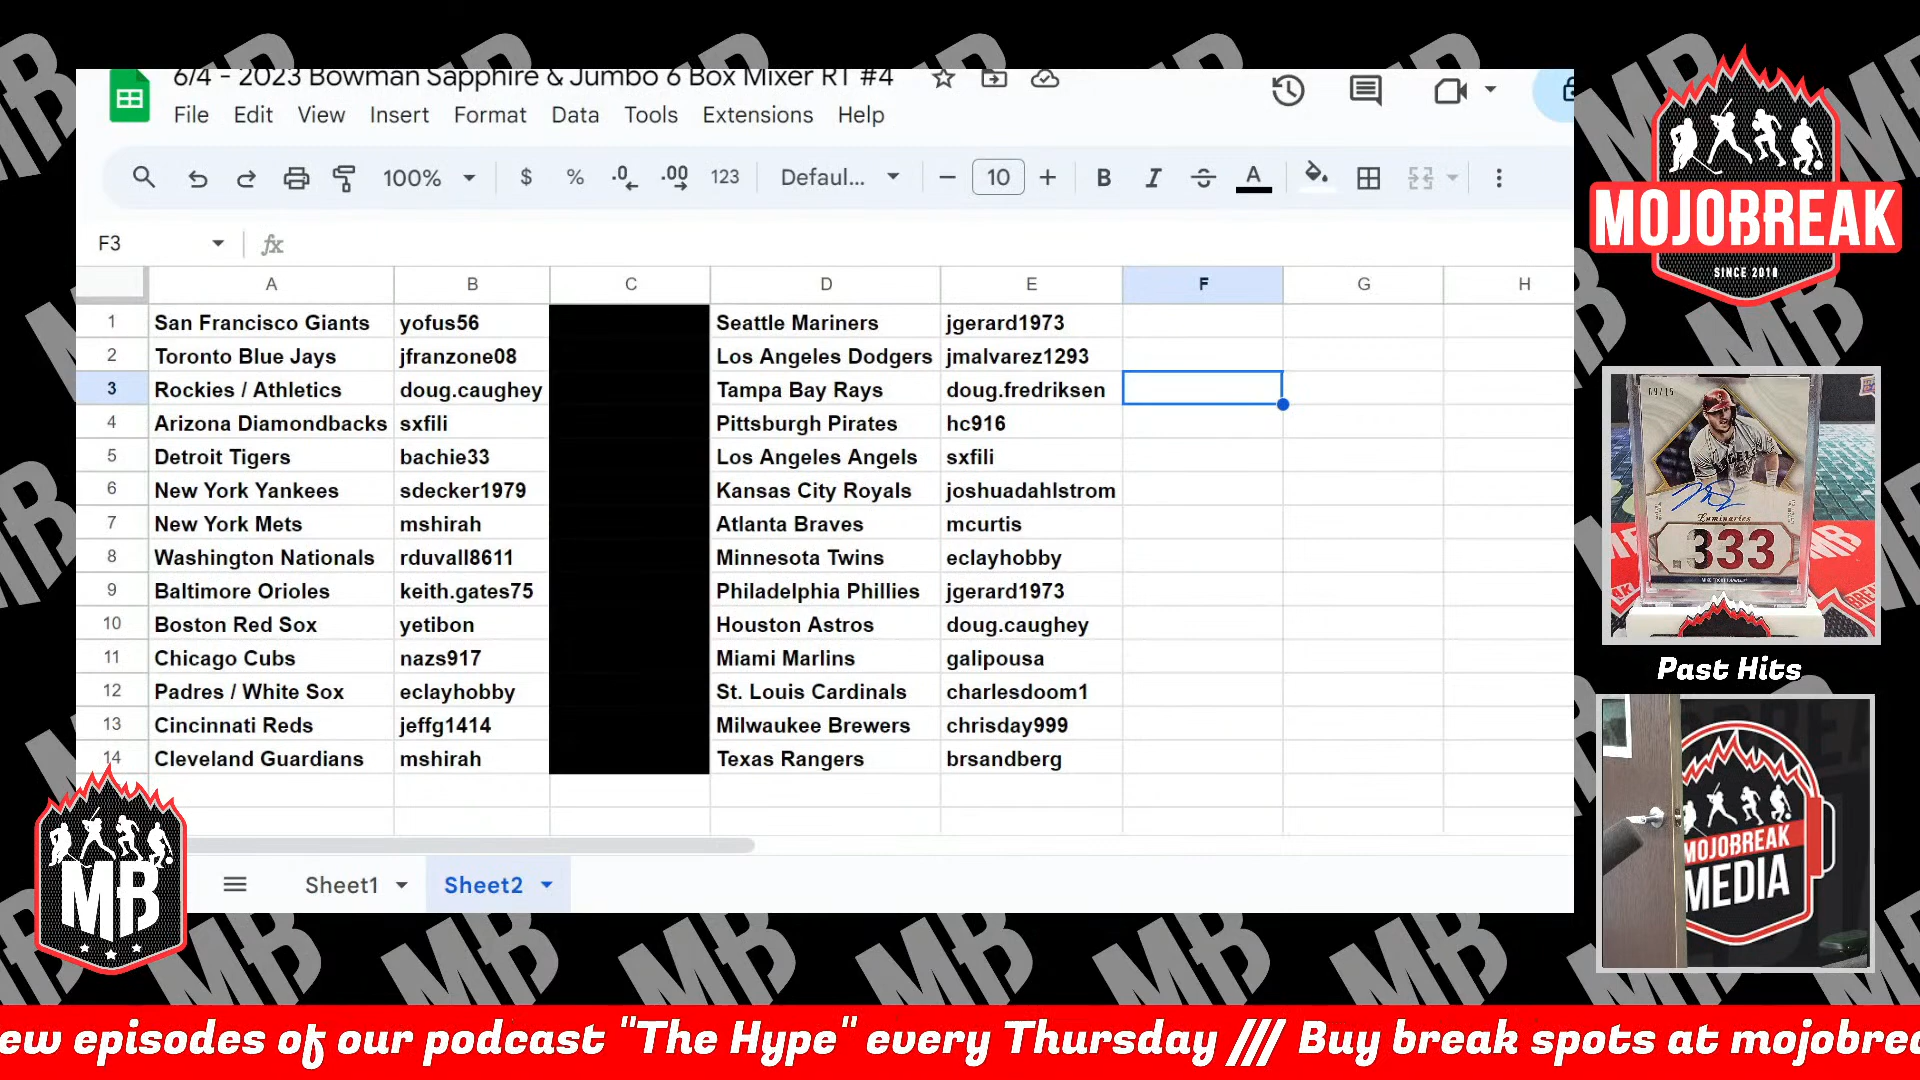 6/4 - 2023 Bowman Sapphire & Jumbo 6 Box Mixer RT #4
File Edit View Insert Format Data Tools Extensions Help
100% $ % .0 .00 123 Defaul... 10 B I A
F3 fx
A B C D E F G H
1 San Francisco Giants yofus56 Seattle Mariners jgerard1973
2 Toronto Blue Jays jfranzone08 Los Angeles Dodgers jmalvarez1293
3 Rockies / Athletics doug.caughey Tampa Bay Rays doug.fredriksen
4 Arizona Diamondbacks sxfili Pittsburgh Pirates hc916
5 Detroit Tigers bachie33 Los Angeles Angels sxfili
6 New York Yankees sdecker1979 Kansas City Royals joshuadahlstrom
7 New York Mets mshirah Atlanta Braves mcurtis
8 Washington Nationals rduvall8611 Minnesota Twins eclayhobby
9 Baltimore Orioles keith.gates75 Philadelphia Phillies jgerard1973
10 Boston Red Sox yetibon Houston Astros doug.caughey
11 Chicago Cubs nazs917 Miami Marlins galipousa
12 Padres / White Sox eclayhobby St. Louis Cardinals charlesdoom1
13 Cincinnati Reds jeffg1414 Milwaukee Brewers chrisday999
14 Cleveland Guardians mshirah Texas Rangers brsandberg
Sheet1 Sheet2
MB
MOJOBREAK
SINCE 2010
09/15
Luminaries
333
Past Hits
MOJOBREAK
MEDIA
ew episodes of our podcast "The Hype" every Thursday /// Buy break spots at mojobrea